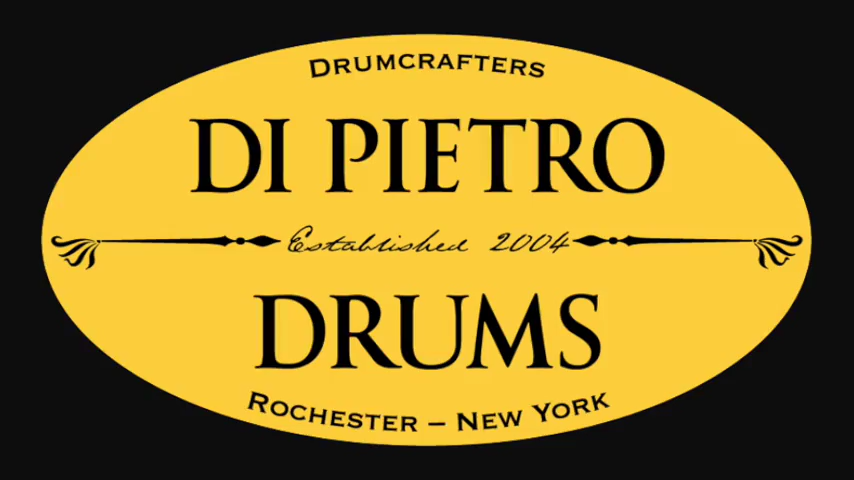 DRUMCRAFTERS
DI PIETRO
Established 2004
DRUMS
ROCHESTER – NEW YORK